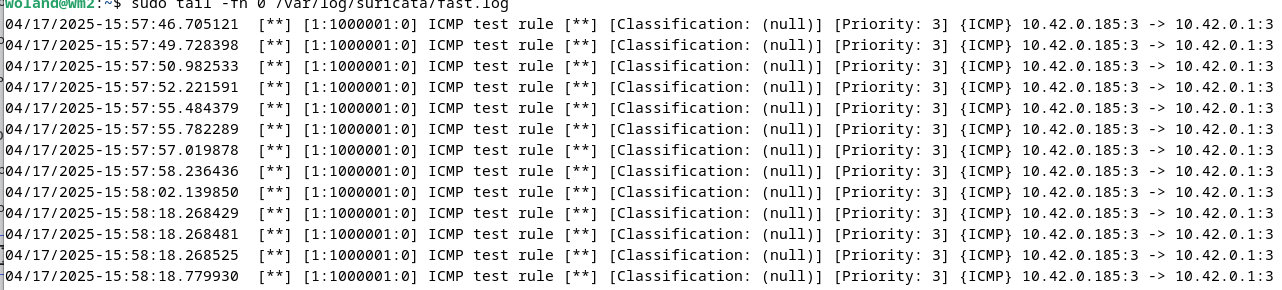 woland@wm2:~$ sudo tail -fn 0 /var/log/suricata/fast.log
04/17/2025-15:57:46.705121  [**] [1:1000001:0] ICMP test rule [**] [Classification: (null)] [Priority: 3] {ICMP} 10.42.0.185:3 -> 10.42.0.1:3
04/17/2025-15:57:49.728398  [**] [1:1000001:0] ICMP test rule [**] [Classification: (null)] [Priority: 3] {ICMP} 10.42.0.185:3 -> 10.42.0.1:3
04/17/2025-15:57:50.982533  [**] [1:1000001:0] ICMP test rule [**] [Classification: (null)] [Priority: 3] {ICMP} 10.42.0.185:3 -> 10.42.0.1:3
04/17/2025-15:57:52.221591  [**] [1:1000001:0] ICMP test rule [**] [Classification: (null)] [Priority: 3] {ICMP} 10.42.0.185:3 -> 10.42.0.1:3
04/17/2025-15:57:55.484379  [**] [1:1000001:0] ICMP test rule [**] [Classification: (null)] [Priority: 3] {ICMP} 10.42.0.185:3 -> 10.42.0.1:3
04/17/2025-15:57:55.782289  [**] [1:1000001:0] ICMP test rule [**] [Classification: (null)] [Priority: 3] {ICMP} 10.42.0.185:3 -> 10.42.0.1:3
04/17/2025-15:57:57.019878  [**] [1:1000001:0] ICMP test rule [**] [Classification: (null)] [Priority: 3] {ICMP} 10.42.0.185:3 -> 10.42.0.1:3
04/17/2025-15:57:58.236436  [**] [1:1000001:0] ICMP test rule [**] [Classification: (null)] [Priority: 3] {ICMP} 10.42.0.185:3 -> 10.42.0.1:3
04/17/2025-15:58:02.139850  [**] [1:1000001:0] ICMP test rule [**] [Classification: (null)] [Priority: 3] {ICMP} 10.42.0.185:3 -> 10.42.0.1:3
04/17/2025-15:58:18.268429  [**] [1:1000001:0] ICMP test rule [**] [Classification: (null)] [Priority: 3] {ICMP} 10.42.0.185:3 -> 10.42.0.1:3
04/17/2025-15:58:18.268481  [**] [1:1000001:0] ICMP test rule [**] [Classification: (null)] [Priority: 3] {ICMP} 10.42.0.185:3 -> 10.42.0.1:3
04/17/2025-15:58:18.268525  [**] [1:1000001:0] ICMP test rule [**] [Classification: (null)] [Priority: 3] {ICMP} 10.42.0.185:3 -> 10.42.0.1:3
04/17/2025-15:58:18.779930  [**] [1:1000001:0] ICMP test rule [**] [Classification: (null)] [Priority: 3] {ICMP} 10.42.0.185:3 -> 10.42.0.1:3